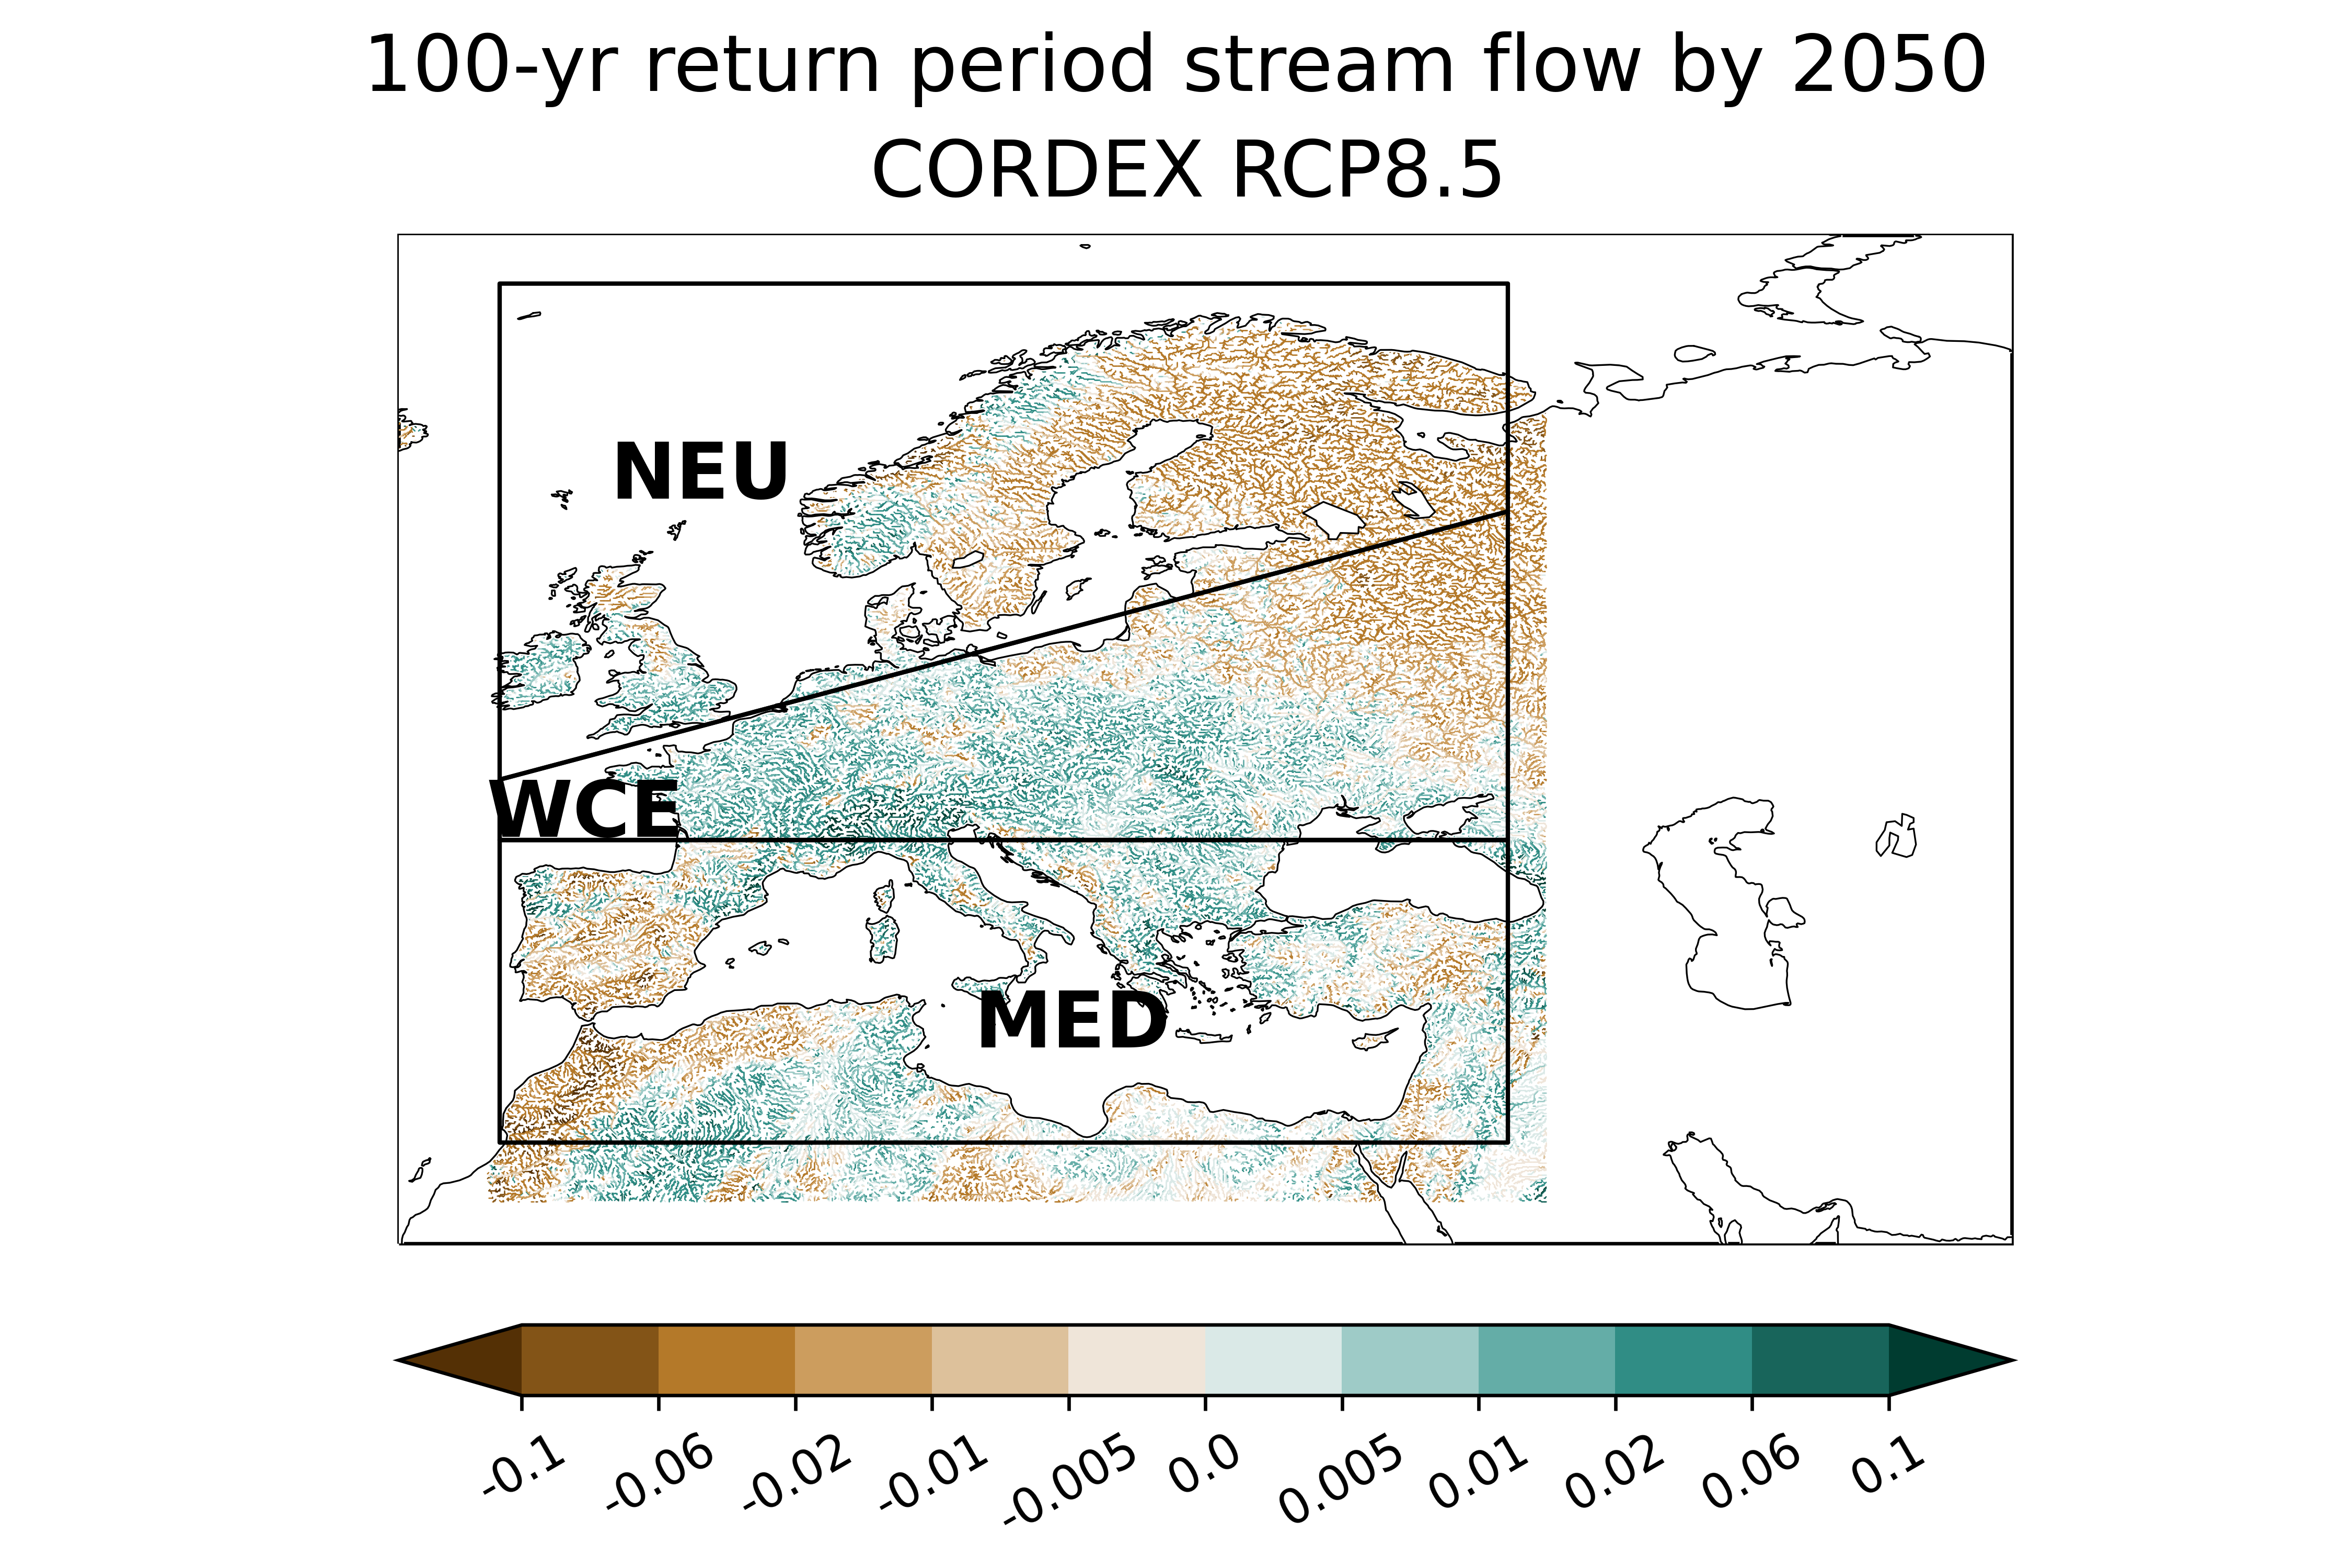 100-yr return period stream flow by 2050
CORDEX RCP8.5
NEU
WCE
MED
-0.1 -0.06 -0.02 -0.01 -0.005 0.0 0.005 0.01 0.02 0.06 0.1